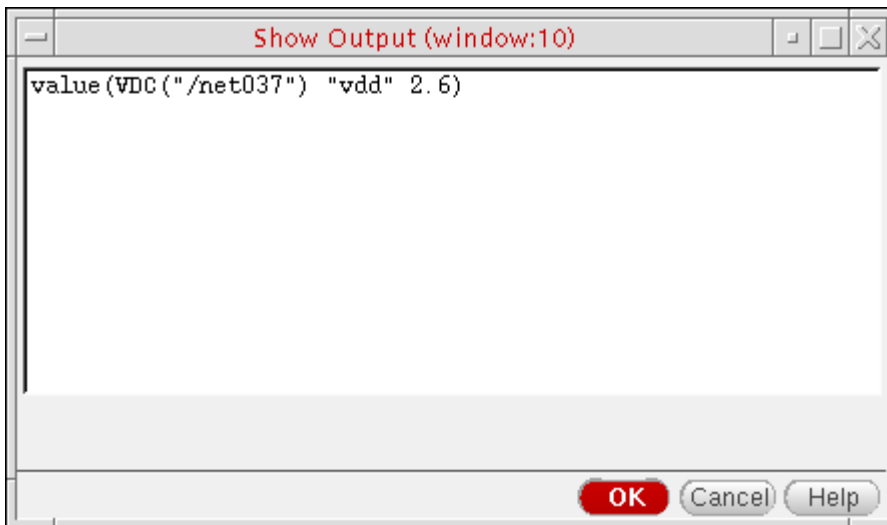 Show Output (window:10)
value(VDC("/net037") "vdd" 2.6)
OK Cancel Help